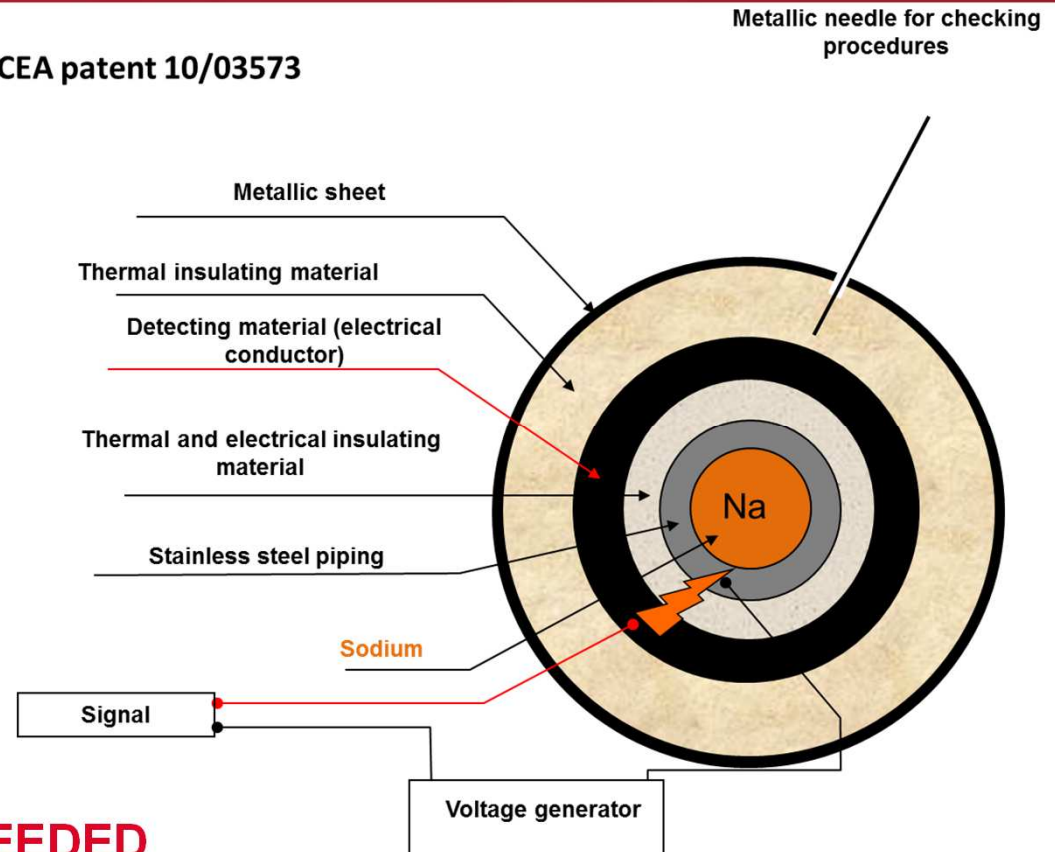 Metallic needle for checking
procedures
CEA patent 10/03573
Metallic sheet
Thermal insulating material
Detecting material (electrical
conductor)
Thermal and electrical insulating
material
Na
Stainless steel piping
Sodium
Signal
Voltage generator